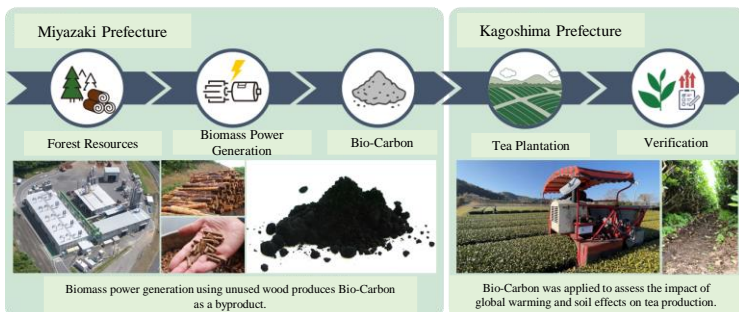 Miyazaki Prefecture
Kagoshima Prefecture
Forest Resources
Biomass Power
Generation
Bio-Carbon
Tea Plantation
Verification
Biomass power generation using unused wood produces Bio-Carbon
as a byproduct.
Bio-Carbon was applied to assess the impact of
global warming and soil effects on tea production.